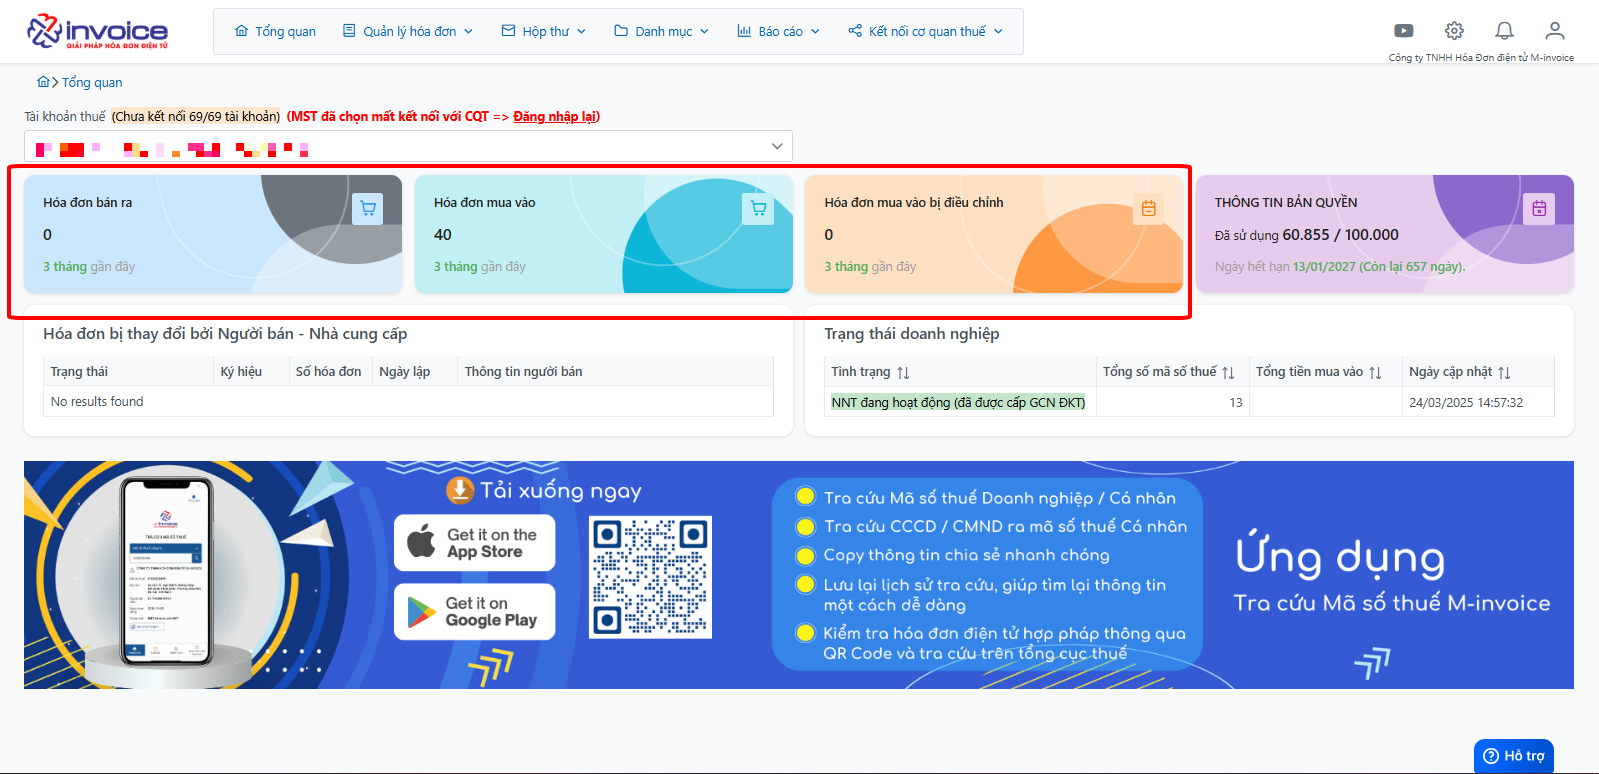 invoice
GIẢI PHÁP HÓA ĐƠN ĐIỆN TỬ
Tổng quan
Quản lý hóa đơn
Hộp thư
Danh mục
Báo cáo
Kết nối cơ quan thuế
Công ty TNHH Hóa Đơn điện tử M-invoice
Tổng quan
Tài khoản thuế (Chưa kết nối 69/69 tài khoản) (MST đã chọn mất kết nối với CQT => Đăng nhập lại)
Hóa đơn bán ra
0
3 tháng gần đây
Hóa đơn mua vào
40
3 tháng gần đây
Hóa đơn mua vào bị điều chỉnh
0
3 tháng gần đây
THÔNG TIN BẢN QUYỀN
Đã sử dụng 60.855 / 100.000
Ngày hết hạn 13/01/2027 (Còn lại 657 ngày).
Hóa đơn bị thay đổi bởi Người bán - Nhà cung cấp
Trạng thái Ký hiệu Số hóa đơn Ngày lập Thông tin người bán
No results found
Trạng thái doanh nghiệp
Tình trạng Tổng số mã số thuế Tổng tiền mua vào Ngày cập nhật
NNT đang hoạt động (đã được cấp GCN ĐKT) 13 24/03/2025 14:57:32
invoice
TRA CỨU MÃ SỐ THUẾ
Tải xuống ngay
Get it on the
App Store
Get it on
Google Play
Tra cứu Mã số thuế Doanh nghiệp / Cá nhân
Tra cứu CCCD / CMND ra mã số thuế Cá nhân
Copy thông tin chia sẻ nhanh chóng
Lưu lại lịch sử tra cứu, giúp tìm lại thông tin
một cách dễ dàng
Kiểm tra hóa đơn điện tử hợp pháp thông qua
QR Code và tra cứu trên tổng cục thuế
Ứng dụng
Tra cứu Mã số thuế M-invoice
Hỗ trợ